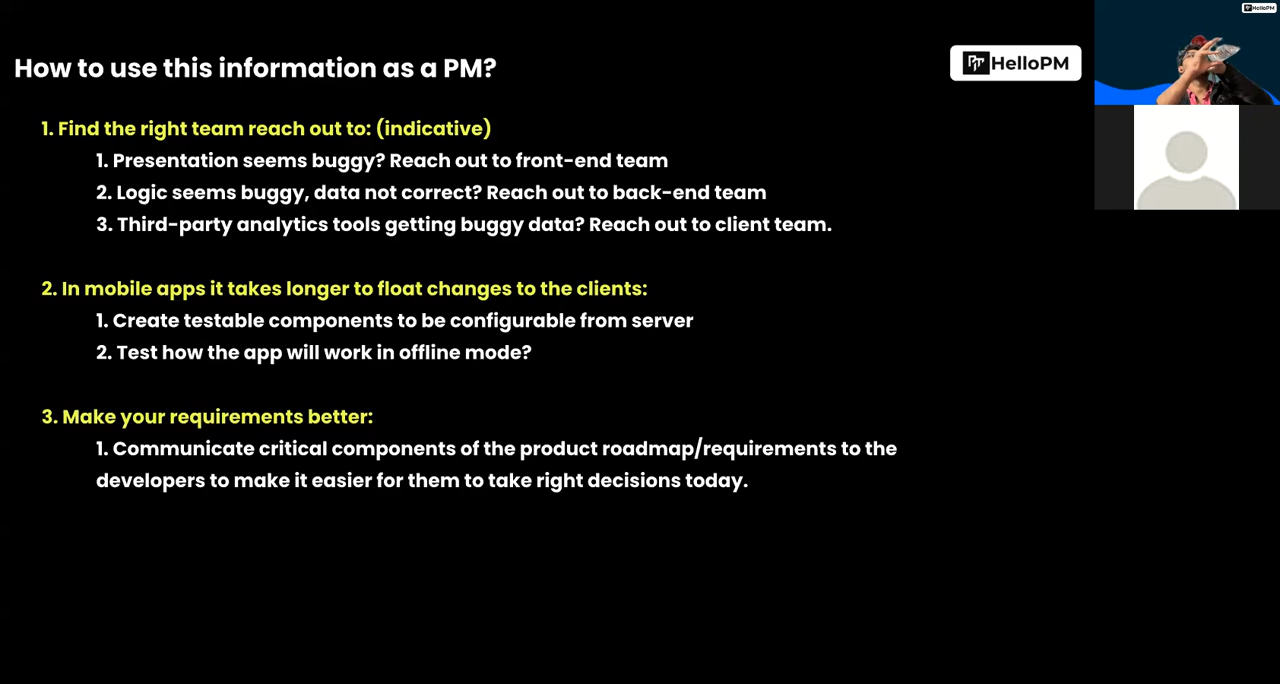 How to use this information as a PM?
HelloPM
HelloPM
1. Find the right team reach out to: (indicative)
1. Presentation seems buggy? Reach out to front-end team
2. Logic seems buggy, data not correct? Reach out to back-end team
3. Third-party analytics tools getting buggy data? Reach out to client team.
2. In mobile apps it takes longer to float changes to the clients:
1. Create testable components to be configurable from server
2. Test how the app will work in offline mode?
3. Make your requirements better:
1. Communicate critical components of the product roadmap/requirements to the
developers to make it easier for them to take right decisions today.